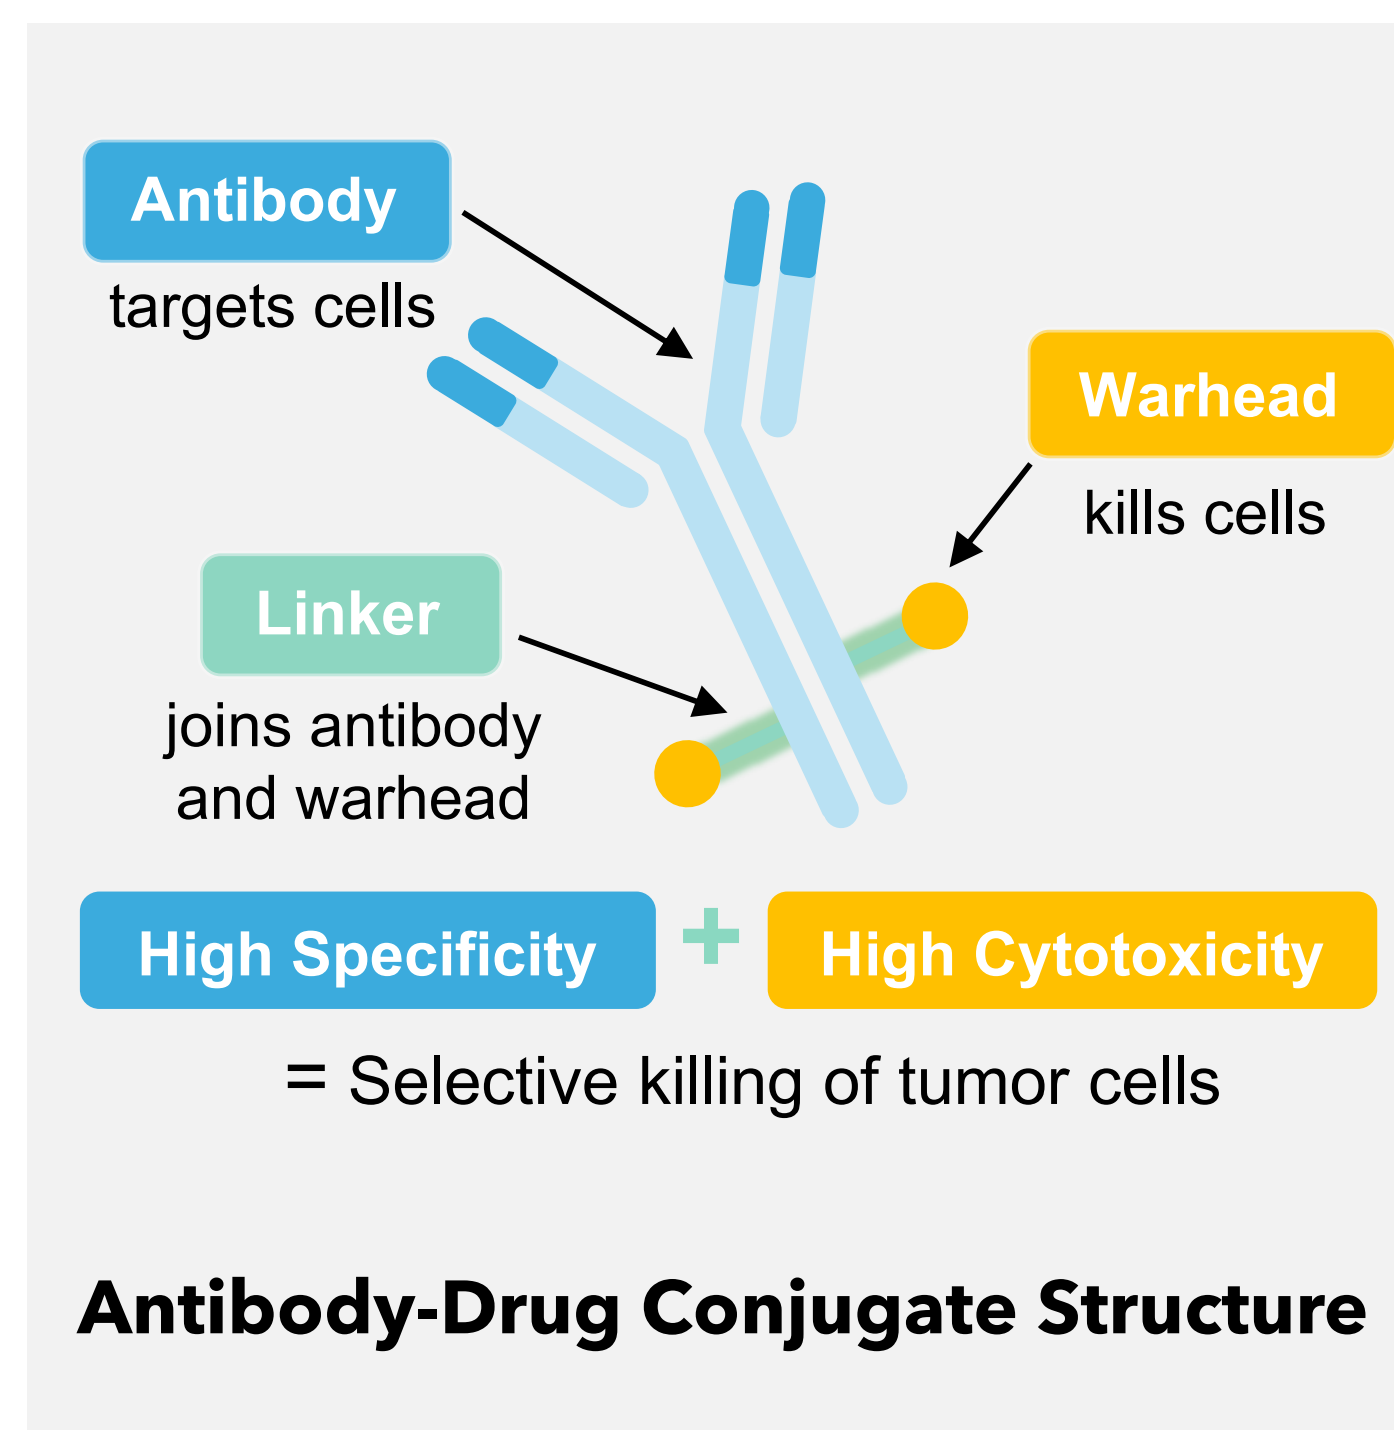 Antibody
targets cells
Warhead
kills cells
Linker
joins antibody
and warhead
High Specificity + High Cytotoxicity
= Selective killing of tumor cells
Antibody-Drug Conjugate Structure